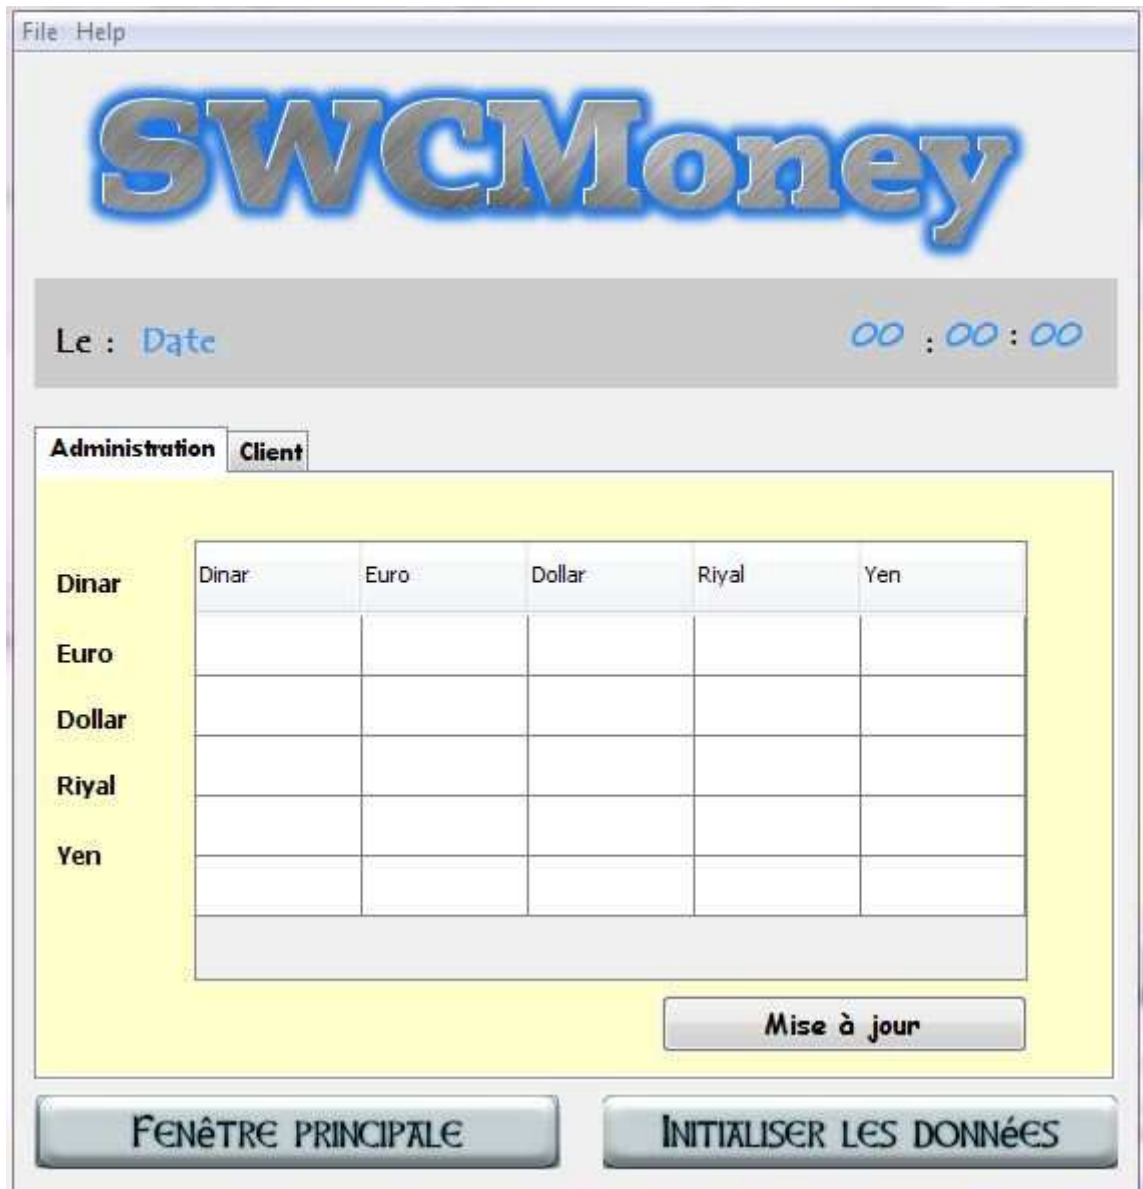 File Help
SWCMoney
Le : Date 00 : 00 : 00
Administration Client
Dinar Euro Dollar Riyal Yen
Dinar
Euro
Dollar
Riyal
Yen
Mise à jour
FENÊTRE PRINCIPALE INITIALISER LES DONNÉES